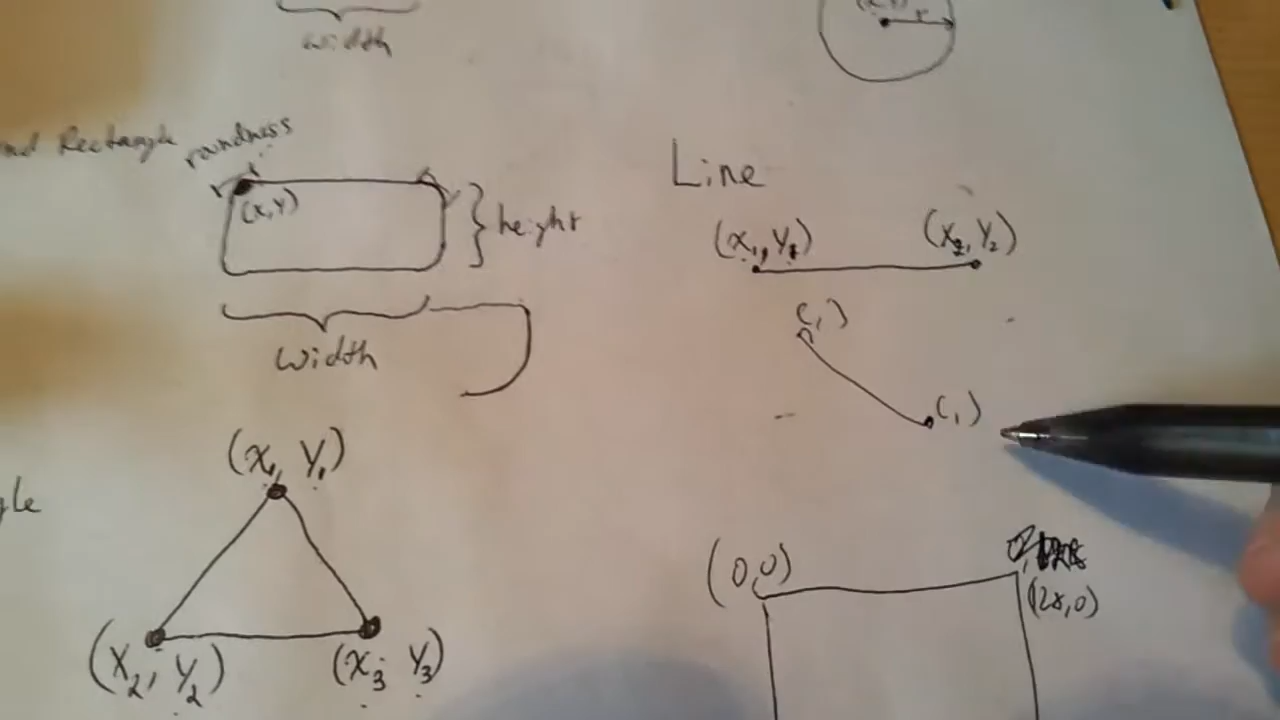 width
r
Rectangle roundness
(X,Y)
height
width
Line
(X₁, Y₁)
(X₂, Y₂)
( , )
( , )
(X₁, Y₁)
(X₂, Y₂)
(X₃ Y₃)
(0,0)
(128,0)